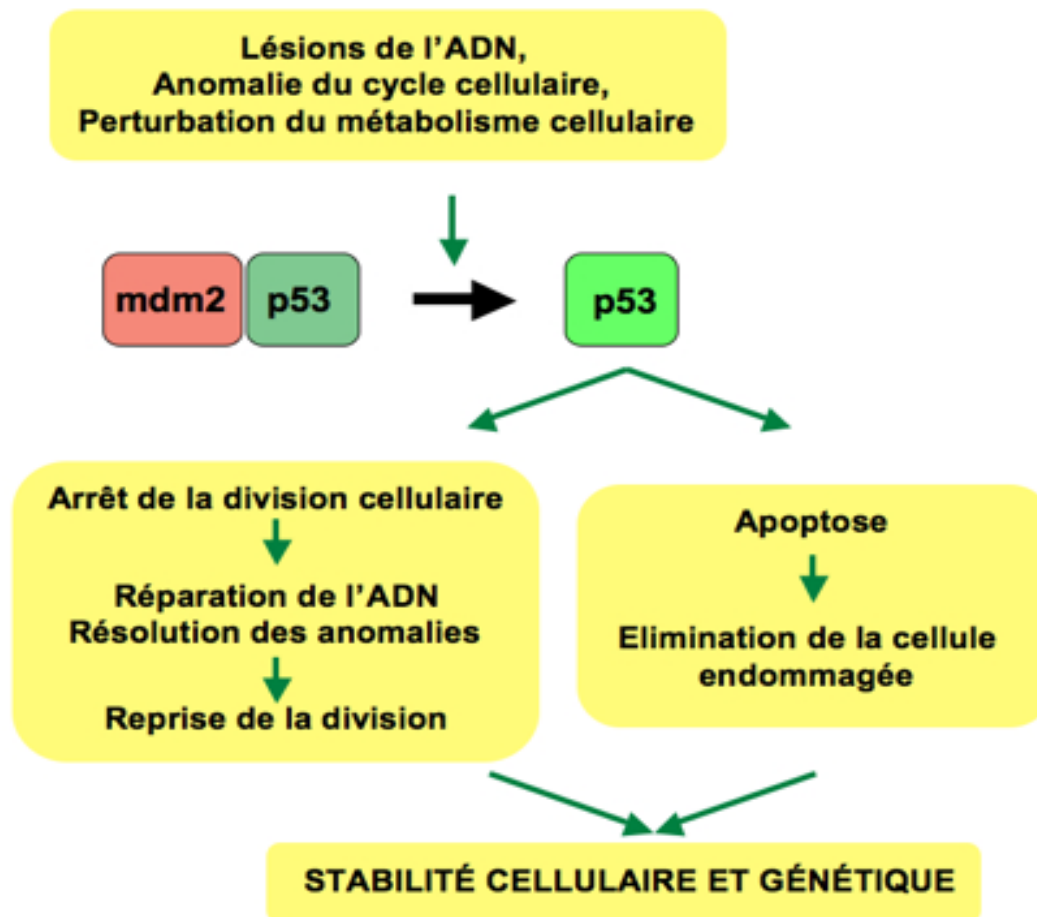 Lésions de l'ADN,
Anomalie du cycle cellulaire,
Perturbation du métabolisme cellulaire
mdm2 p53 p53
Arrêt de la division cellulaire
Réparation de l'ADN
Résolution des anomalies
Reprise de la division
Apoptose
Elimination de la cellule
endommagée
STABILITÉ CELLULAIRE ET GÉNÉTIQUE